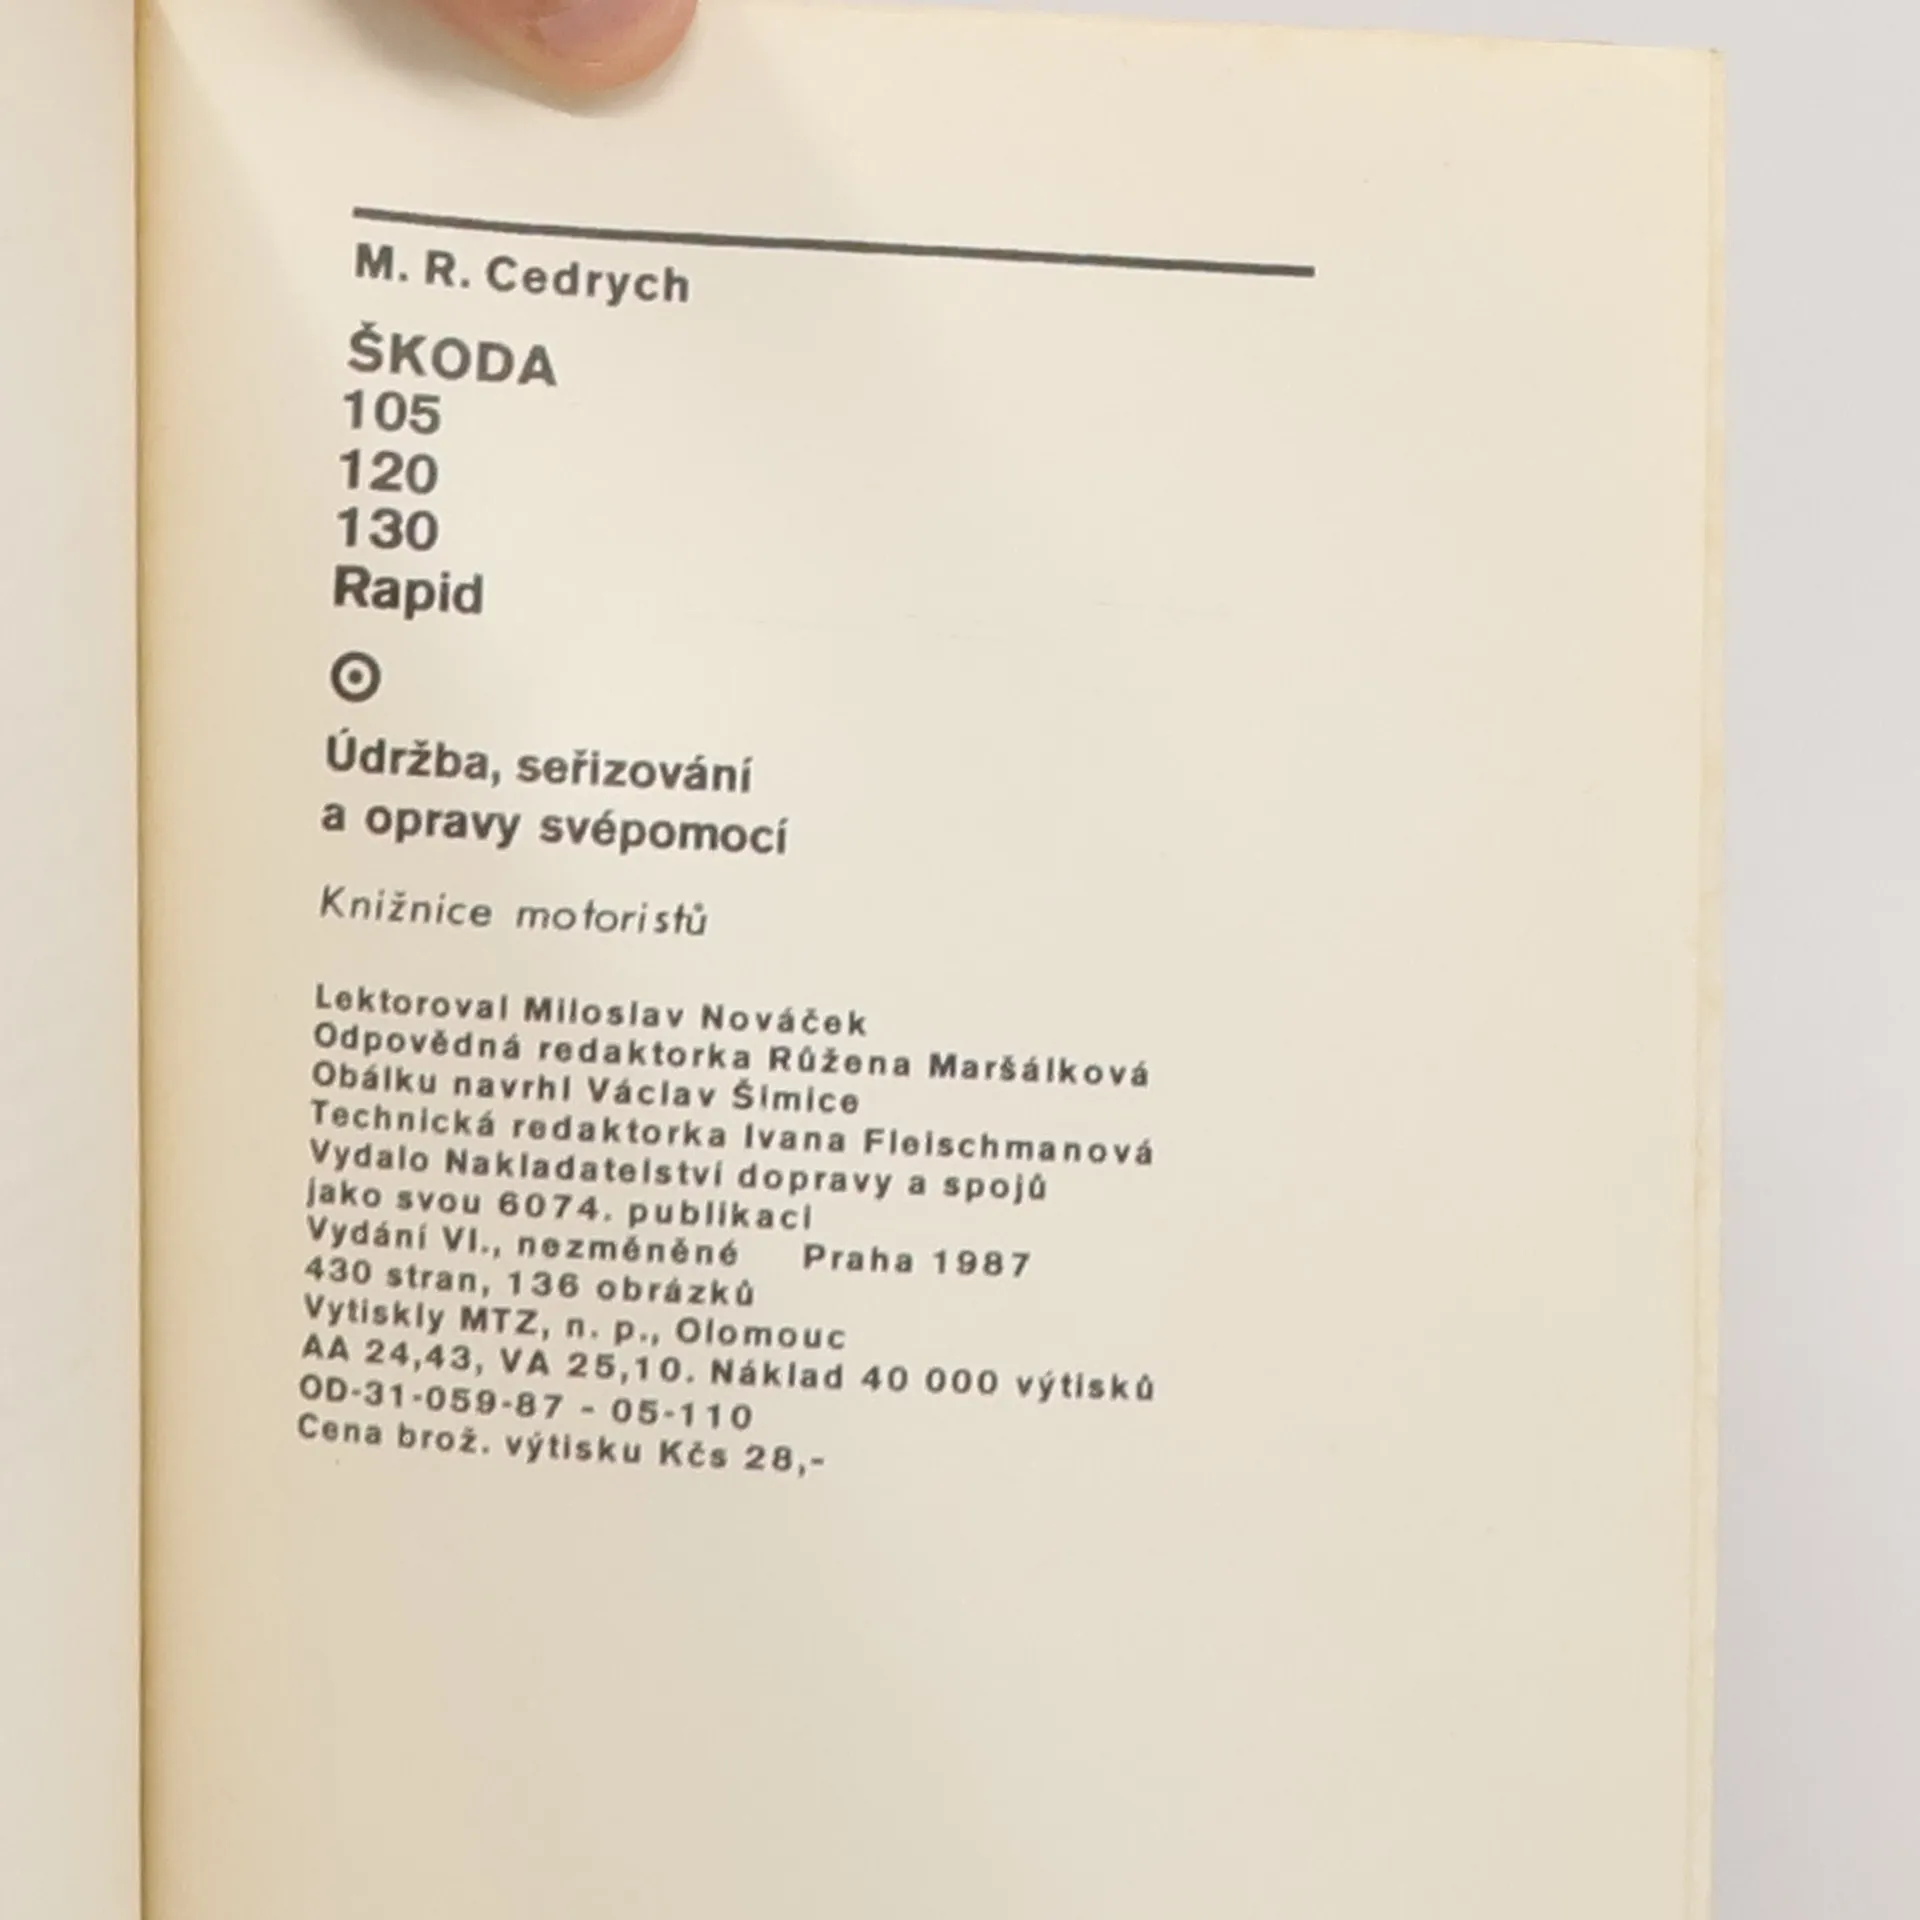 M. R. Cedrych
ŠKODA
105
120
130
Rapid
Údržba, seřizování
a opravy svépomocí
Knižnice motoristů
Lektoroval Miloslav Nováček
Odpovědná redaktorka Růžena Maršálková
Obálku navrhl Václav Šimice
Technická redaktorka Ivana Fleischmanová
Vydalo Nakladatelství dopravy a spojů
jako svou 6074. publikaci
Vydání VI., nezměněné Praha 1987
430 stran, 136 obrázků
Vytiskly MTZ, n. p., Olomouc
AA 24,43, VA 25,10. Náklad 40 000 výtisků
OD-31-059-87 - 05-110
Cena brož. výtisku Kčs 28,-